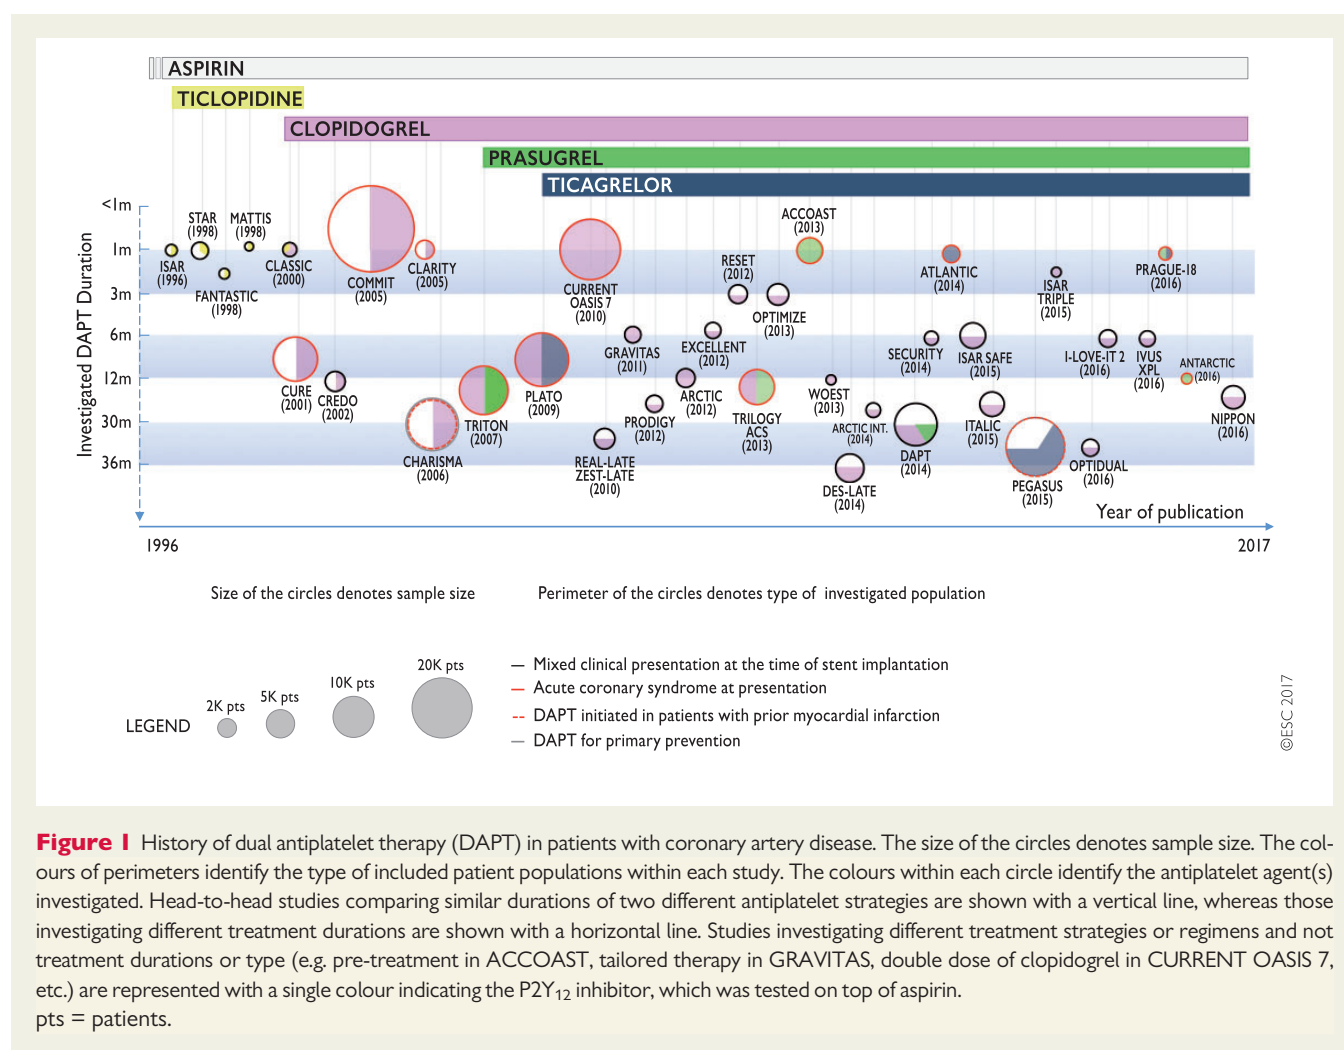 ASPIRIN
TICLOPIDINE
CLOPIDOGREL
PRASUGREL
TICAGRELOR
Investigated DAPT Duration
<1m
1m
3m
6m
12m
30m
36m
ISAR
(1996)
STAR
(1998)
FANTASTIC
(1998)
MATTIS
(1998)
CLASSIC
(2000)
COMMIT
(2005)
CLARITY
(2005)
CURRENT
OASIS 7
(2010)
RESET
(2012)
ACCOAST
(2013)
OPTIMIZE
(2013)
ATLANTIC
(2014)
ISAR
TRIPLE
(2015)
PRAGUE-18
(2016)
CURE
(2001)
CREDO
(2002)
CHARISMA
(2006)
TRITON
(2007)
PLATO
(2009)
REAL-LATE
ZEST-LATE
(2010)
GRAVITAS
(2011)
PRODIGY
(2012)
EXCELLENT
(2012)
ARCTIC
(2012)
TRILOGY
ACS
(2013)
WOEST
(2013)
ARCTIC INT.
(2014)
DES-LATE
(2014)
SECURITY
(2014)
DAPT
(2014)
ISAR SAFE
(2015)
ITALIC
(2015)
PEGASUS
(2015)
OPTIDUAL
(2016)
I-LOVE-IT 2
(2016)
IVUS
XPL
(2016)
ANTARCTIC
(2016)
NIPPON
(2016)
Year of publication
1996
2017
Size of the circles denotes sample size
Perimeter of the circles denotes type of investigated population
LEGEND
2K pts
5K pts
10K pts
20K pts
Mixed clinical presentation at the time of stent implantation
Acute coronary syndrome at presentation
DAPT initiated in patients with prior myocardial infarction
DAPT for primary prevention
©ESC 2017
Figure 1 History of dual antiplatelet therapy (DAPT) in patients with coronary artery disease. The size of the circles denotes sample size. The col-
ours of perimeters identify the type of included patient populations within each study. The colours within each circle identify the antiplatelet agent(s)
investigated. Head-to-head studies comparing similar durations of two different antiplatelet strategies are shown with a vertical line, whereas those
investigating different treatment durations are shown with a horizontal line. Studies investigating different treatment strategies or regimens and not
treatment durations or type (e.g. pre-treatment in ACCOAST, tailored therapy in GRAVITAS, double dose of clopidogrel in CURRENT OASIS 7,
etc.) are represented with a single colour indicating the P2Y12 inhibitor, which was tested on top of aspirin.
pts = patients.